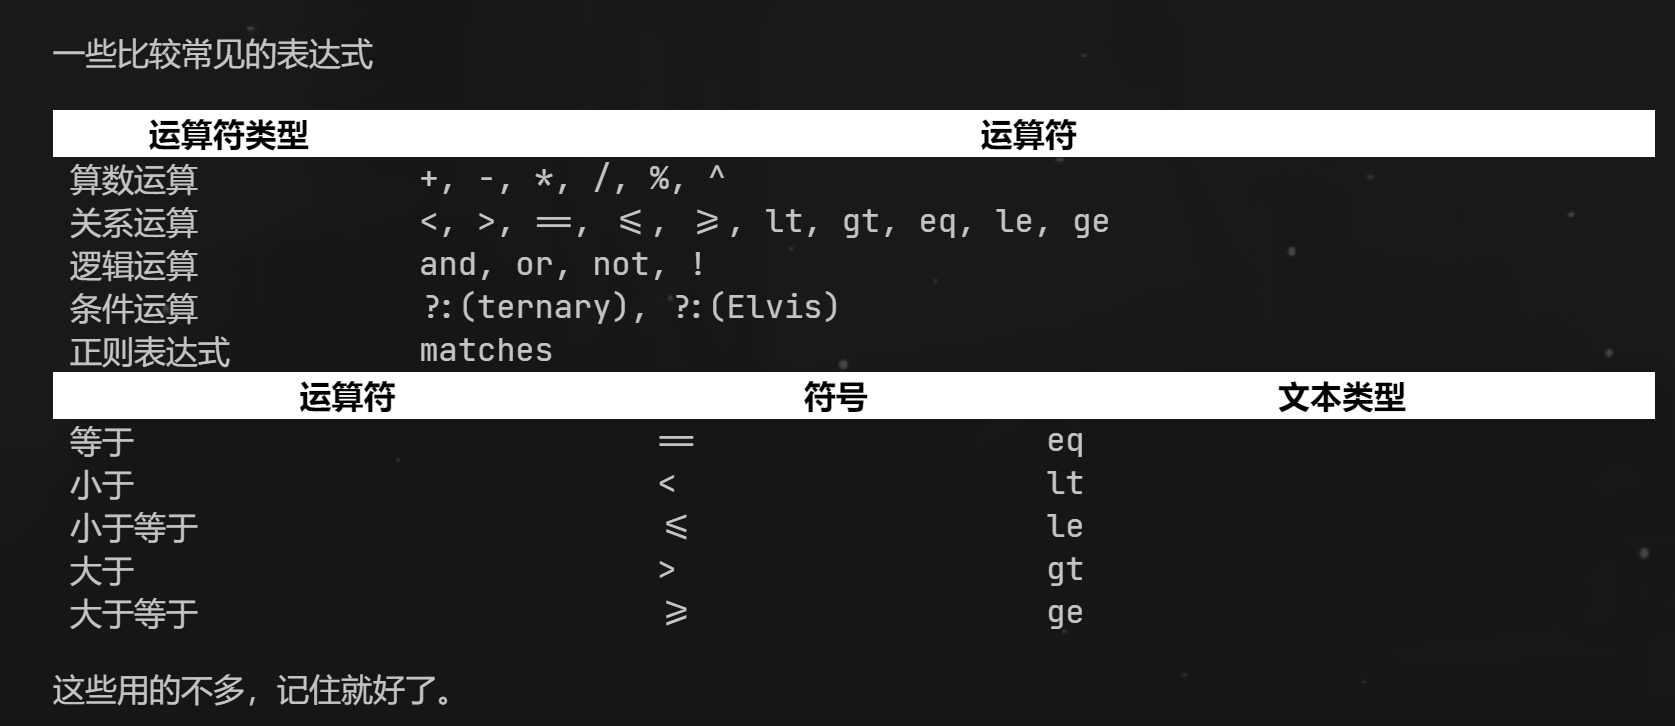 一些比较常见的表达式
运算符类型 运算符
算数运算 +, -, *, /, %, ^
关系运算 <, >, ==, <=, >=, lt, gt, eq, le, ge
逻辑运算 and, or, not, !
条件运算 ?:(ternary), ?:(Elvis)
正则表达式 matches
运算符 符号 文本类型
等于 == eq
小于 < lt
小于等于 <= le
大于 > gt
大于等于 >= ge
这些用的不多，记住就好了。